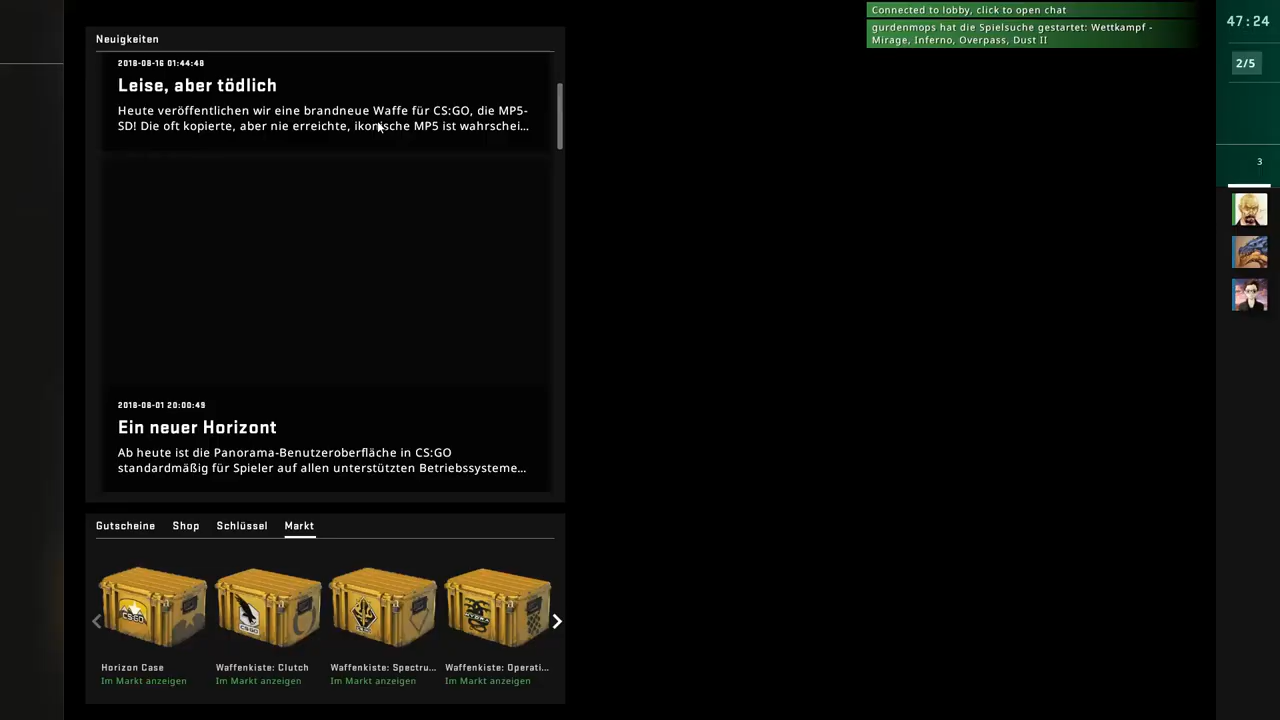 Connected to lobby, click to open chat
gurdenmops hat die Spielsuche gestartet: Wettkampf -
Mirage, Inferno, Overpass, Dust II
47:24
2/5
3
Neuigkeiten
2018-08-16 01:44:48
Leise, aber tödlich
Heute veröffentlichen wir eine brandneue Waffe für CS:GO, die MP5-
SD! Die oft kopierte, aber nie erreichte, ikonische MP5 ist wahrschei...
2018-08-01 20:00:49
Ein neuer Horizont
Ab heute ist die Panorama-Benutzeroberfläche in CS:GO
standardmäßig für Spieler auf allen unterstützten Betriebssysteme...
Gutscheine Shop Schlüssel Markt
Horizon Case Waffenkiste: Clutch Waffenkiste: Spectru... Waffenkiste: Operati...
Im Markt anzeigen Im Markt anzeigen Im Markt anzeigen Im Markt anzeigen